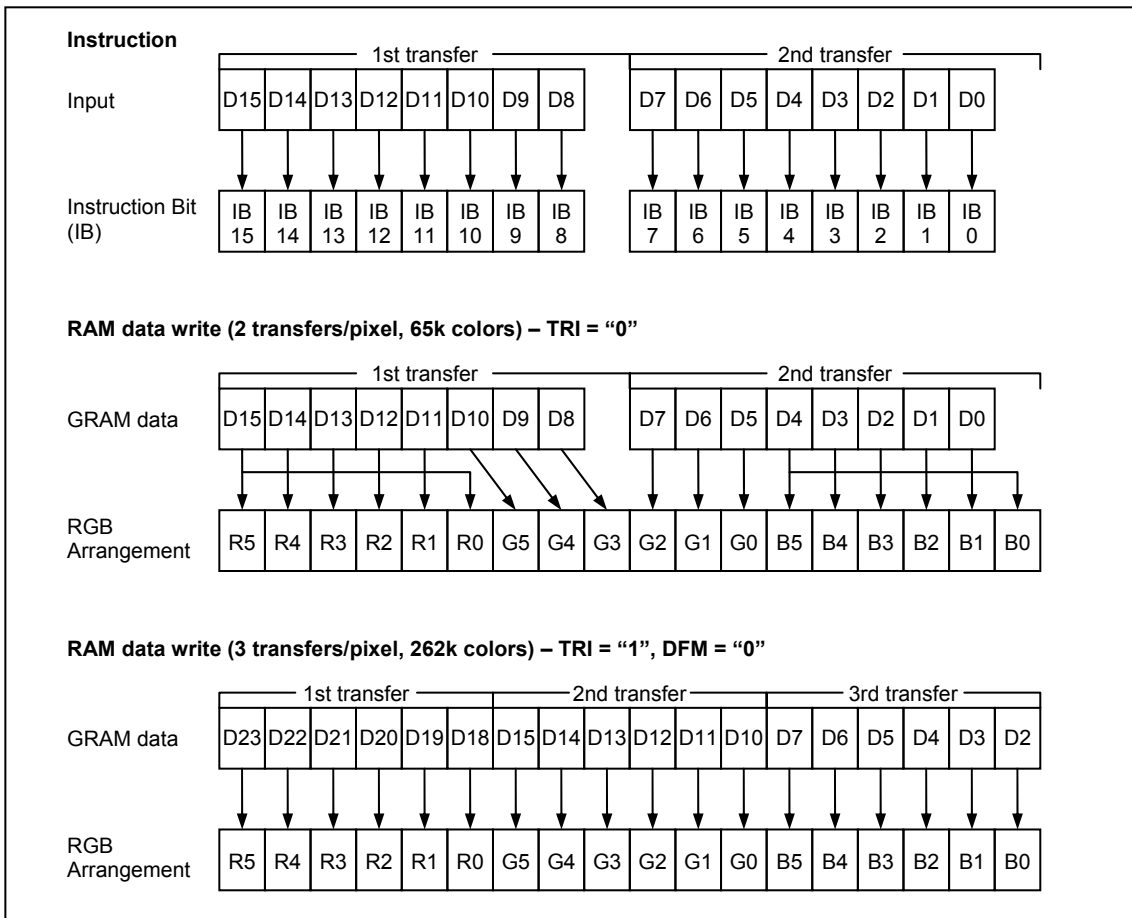 Instruction
1st transfer 2nd transfer
Input D15 D14 D13 D12 D11 D10 D9 D8 D7 D6 D5 D4 D3 D2 D1 D0
Instruction Bit IB IB IB IB IB IB IB IB IB IB IB IB IB IB IB IB
(IB) 15 14 13 12 11 10 9 8 7 6 5 4 3 2 1 0
RAM data write (2 transfers/pixel, 65k colors) – TRI = “0”
1st transfer 2nd transfer
GRAM data D15 D14 D13 D12 D11 D10 D9 D8 D7 D6 D5 D4 D3 D2 D1 D0
RGB
Arrangement R5 R4 R3 R2 R1 R0 G5 G4 G3 G2 G1 G0 B5 B4 B3 B2 B1 B0
RAM data write (3 transfers/pixel, 262k colors) – TRI = “1”, DFM = “0”
1st transfer 2nd transfer 3rd transfer
GRAM data D23 D22 D21 D20 D19 D18 D15 D14 D13 D12 D11 D10 D7 D6 D5 D4 D3 D2
RGB
Arrangement R5 R4 R3 R2 R1 R0 G5 G4 G3 G2 G1 G0 B5 B4 B3 B2 B1 B0